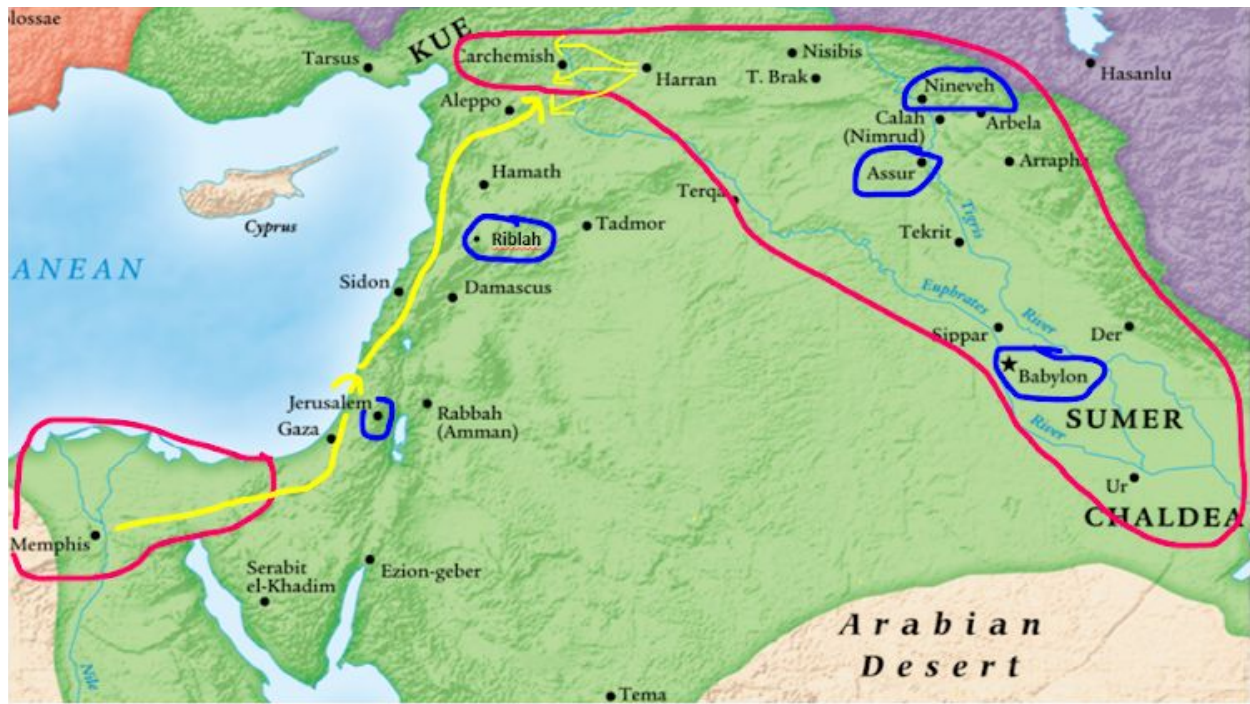 lossae
Tarsus
KUE
Carchemish
Harran
Nisibis
T. Brak
Hasanlu
Nineveh
Aleppo
Calah
(Nimrud)
Arbela
Hamath
Assur
Arrapha
Terqa
Cyprus
Riblah
Tadmor
Tekrit
Tigris
River
ANEAN
Sidon
Damascus
Euphrates
River
Sippar
Der
Babylon
Jerusalem
Gaza
Rabbah
(Amman)
SUMER
Ur
CHALDEA
Memphis
Serabit
el-Khadim
Ezion-geber
Nile
Arabian
Desert
Tema